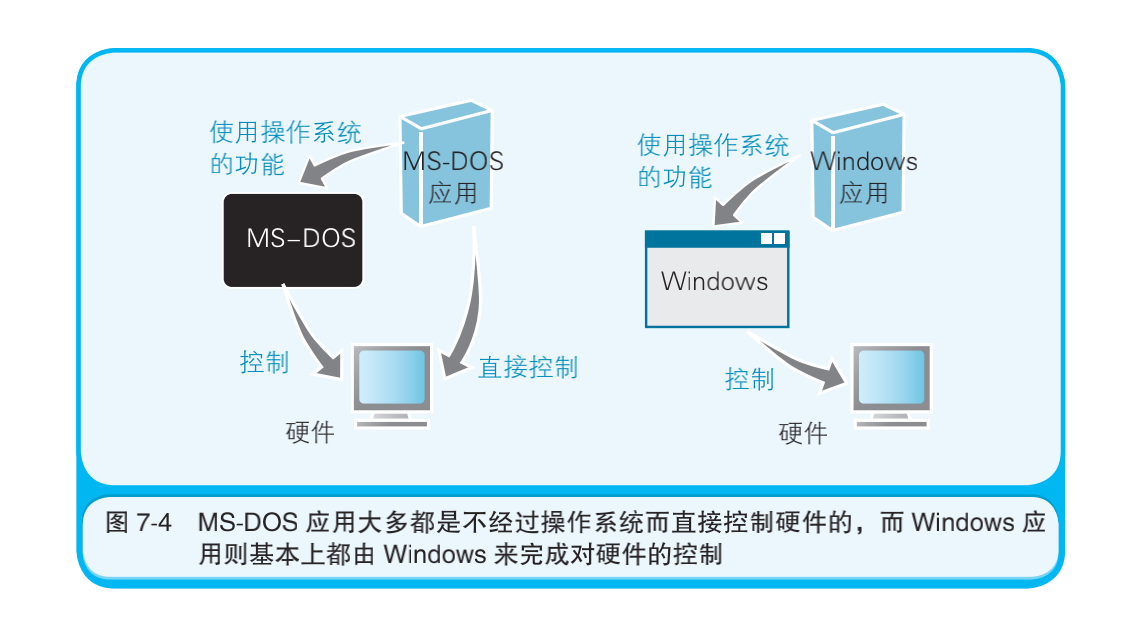 使用操作系统
的功能
MS-DOS
应用
MS–DOS
控制
直接控制
硬件
使用操作系统
的功能
Windows
应用
Windows
控制
硬件
图 7-4 MS-DOS 应用大多都是不经过操作系统而直接控制硬件的，而 Windows 应
用则基本上都由 Windows 来完成对硬件的控制